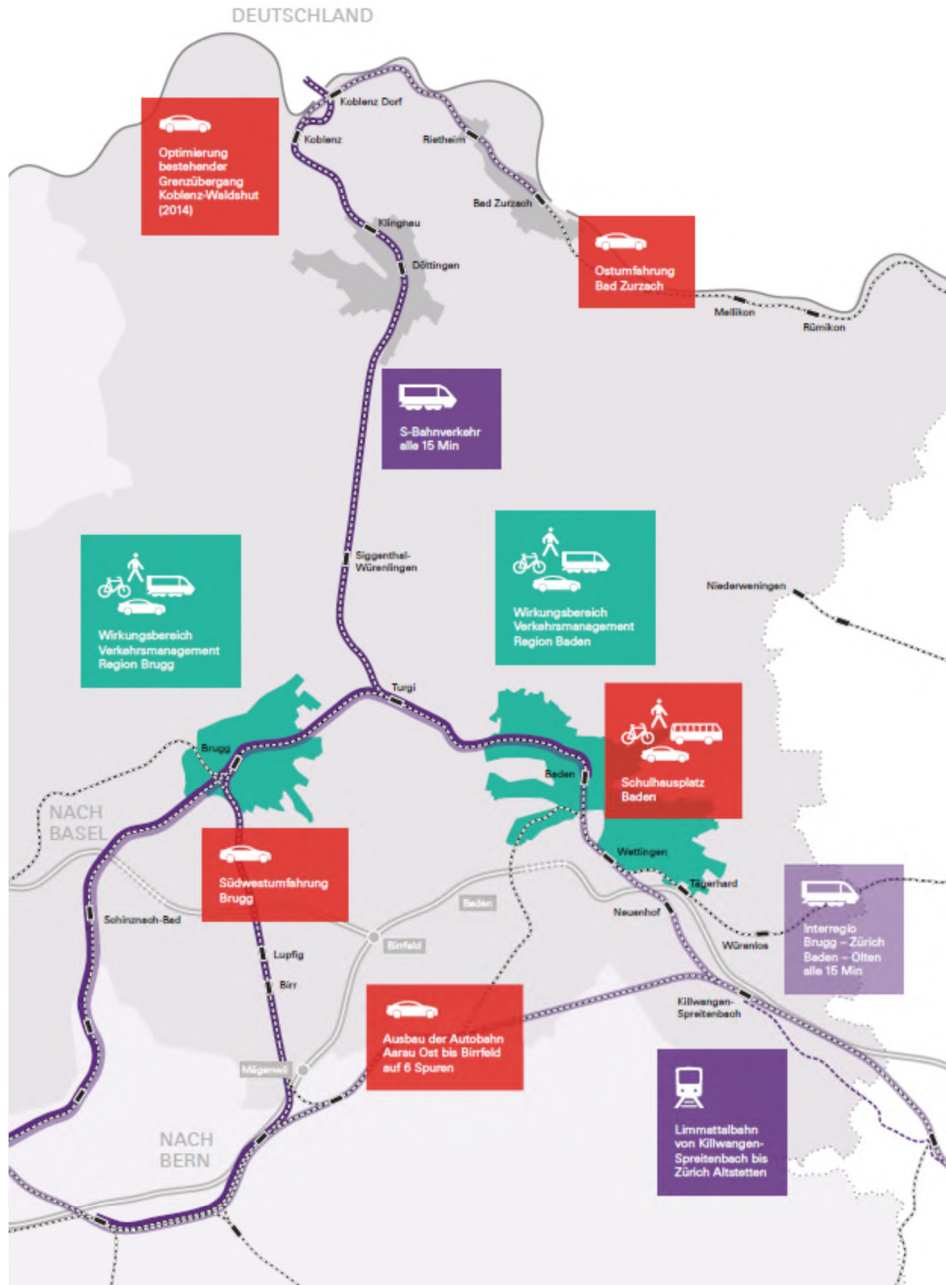 DEUTSCHLAND
Koblenz Dorf
Koblenz
Rietheim
Optimierung
bestehender
Grenzübergang
Koblenz-Waldshut
(2014)
Bad Zurzach
Klingnau
Döttingen
Ostumfahrung
Bad Zurzach
Mellikon
Rümikon
S-Bahnverkehr
alle 15 Min
Siggenthal-
Würenlingen
Niederweningen
Wirkungsbereich
Verkehrsmanagement
Region Brugg
Wirkungsbereich
Verkehrsmanagement
Region Baden
Turgi
Brugg
Baden
Schulhausplatz
Baden
NACH
BASEL
Wettingen
Südwestumfahrung
Brugg
Tägerhard
Baden
Neuenhof
Schinznach-Bad
Birrfeld
Würenlos
Interregio
Brugg – Zürich
Baden – Olten
alle 15 Min
Lupfig
Birr
Killwangen-
Spreitenbach
Ausbau der Autobahn
Aarau Ost bis Birrfeld
auf 6 Spuren
Mägenwil
Limmattalbahn
von Killwangen-
Spreitenbach bis
Zürich Altstetten
NACH
BERN